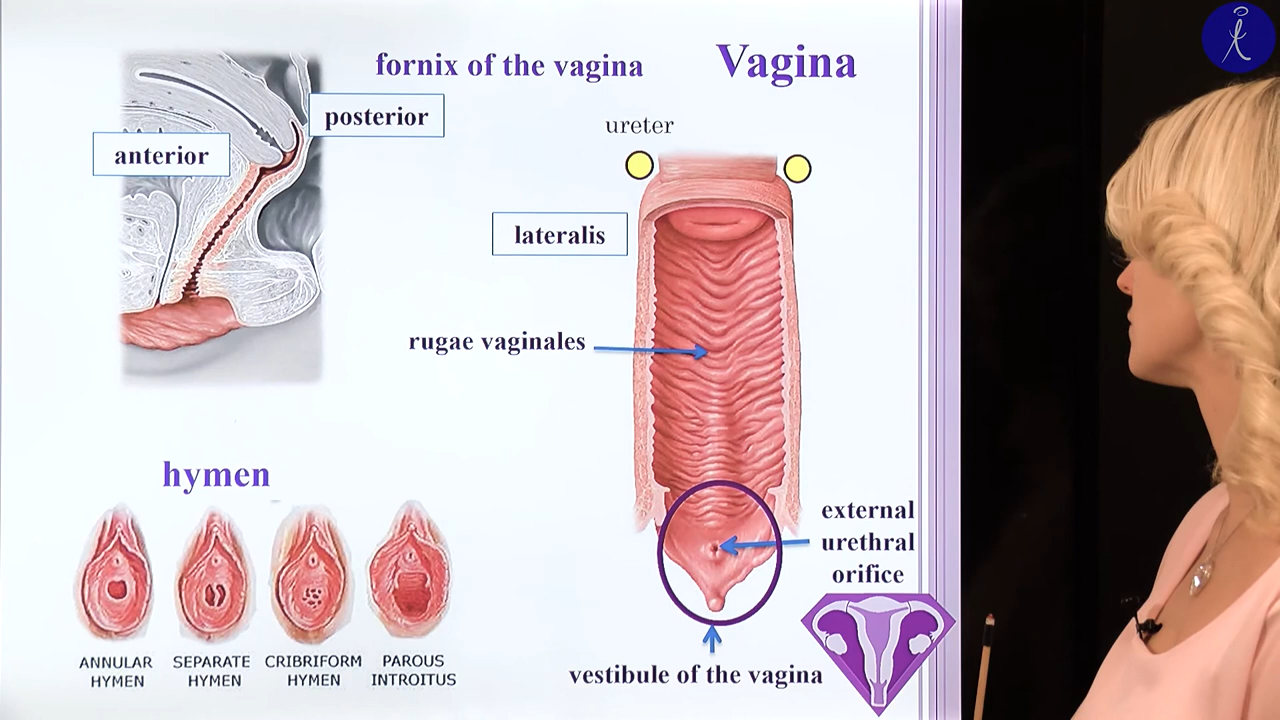 fornix of the vagina
Vagina
posterior
anterior
ureter
lateralis
rugae vaginales
hymen
external
urethral
orifice
ANNULAR
HYMEN
SEPARATE
HYMEN
CRIBRIFORM
HYMEN
PAROUS
INTROITUS
vestibule of the vagina